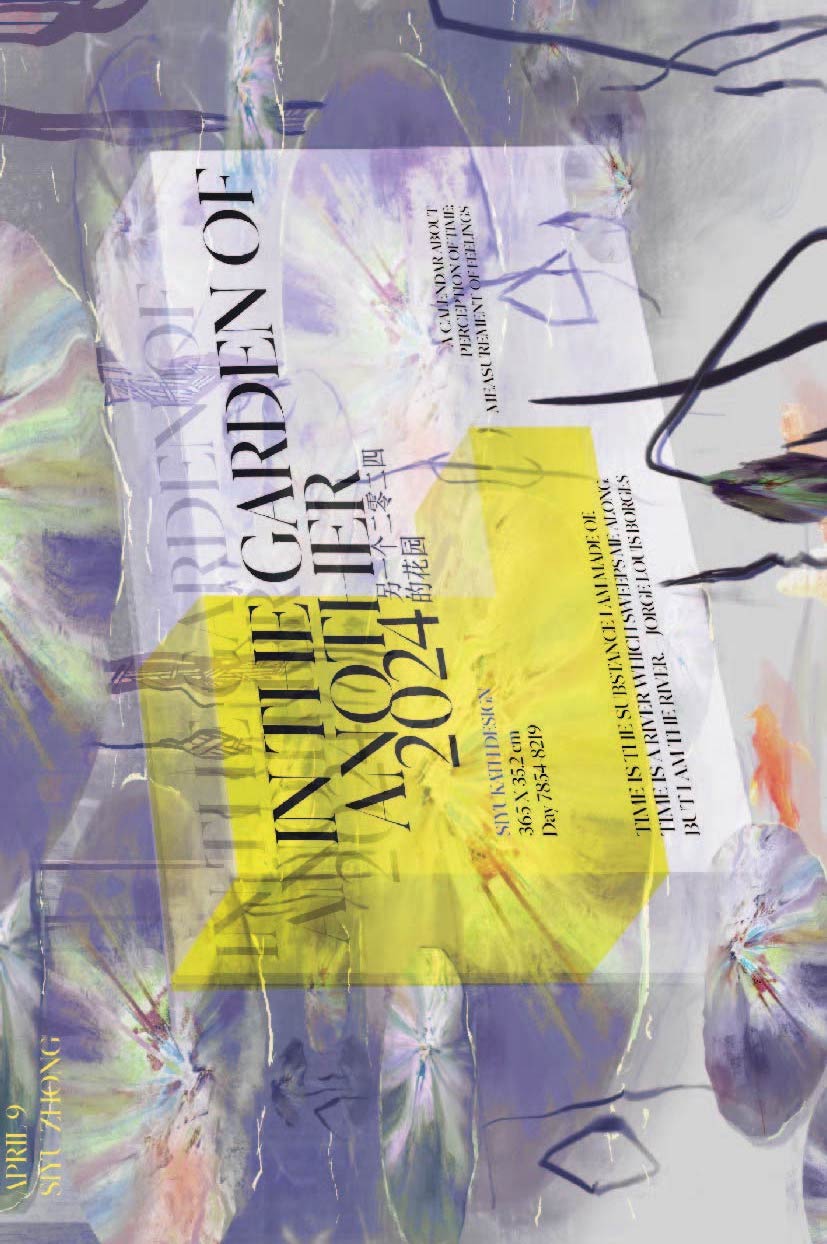 APRIL 9
SIYU ZHONG
IN THE GARDEN OF
ANOTHER
2024
另一个二零二四
的花园
A CALENDAR ABOUT
PERCEPTION OF TIME:
MEASUREMENT OF FEELINGS
SIYUKATH DESIGN
365 X 35.2 cm
Day 7854-8219
TIME IS THE SUBSTANCE I AM MADE OF
TIME IS A RIVER WHICH SWEEPS ME ALONG
BUT I AM THE RIVER. JORGE LOUIS BORGES